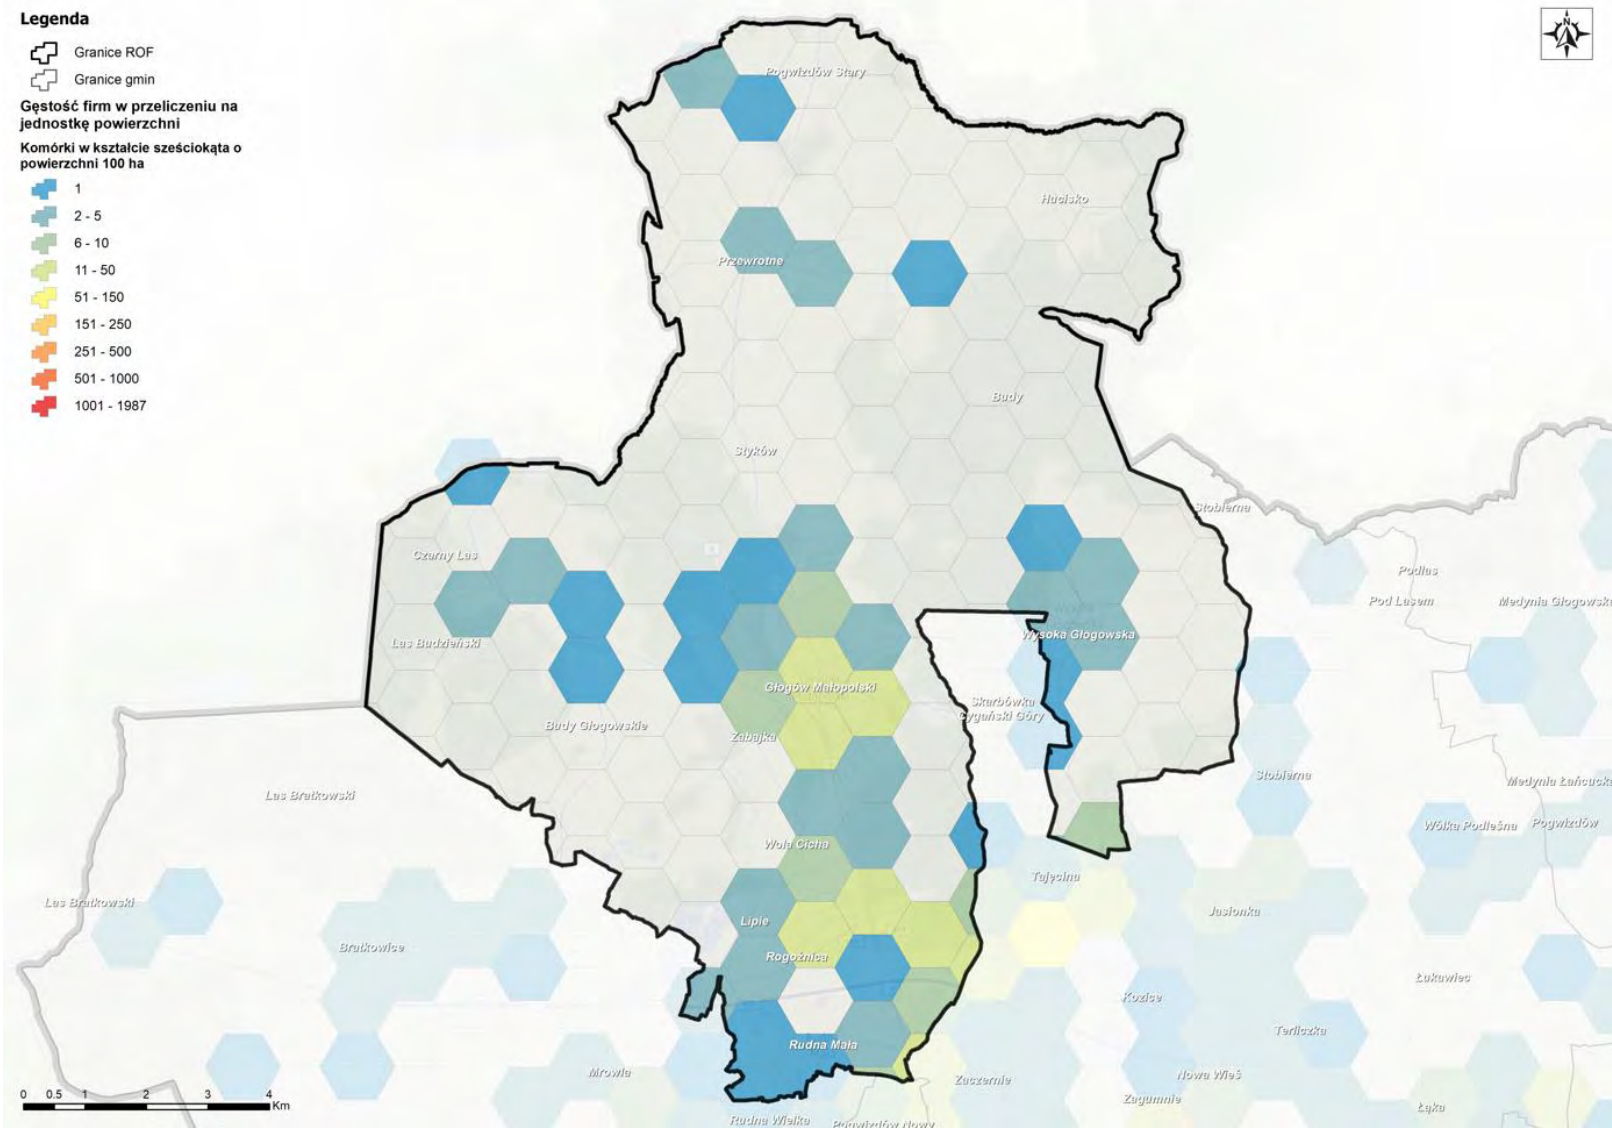 Legenda
Granice ROF
Granice gmin
Gęstość firm w przeliczeniu na
jednostkę powierzchni
Komórki w kształcie sześciokąta o
powierzchni 100 ha
1
2 - 5
6 - 10
11 - 50
51 - 150
151 - 250
251 - 500
501 - 1000
1001 - 1987
N
Pogwizdów Stary
Hucisko
Przewrotne
Budy
Styków
Stobierna
Czarny Las
Podlas
Pod Lasem
Medynia Głogowska
Wysoka Głogowska
Las Budzieński
Głogów Małopolski
Skarbówka
Cygański Góry
Budy Głogowskie
Zabajka
Stobierna
Medynia Łańcucka
Las Bratkowski
Wólka Podleśna
Pogwizdów
Wola Cicha
Tajęcina
Las Bratkowski
Jasionka
Lipie
Bratkowice
Rogoźnica
Łukawiec
Kozice
Terliczka
Rudna Mała
Mrowla
Zaczernie
Nowa Wieś
Zagumnie
Łąka
0 0.5 1 2 3 4
Km
Rudna Wielka
Pogwizdów Nowy